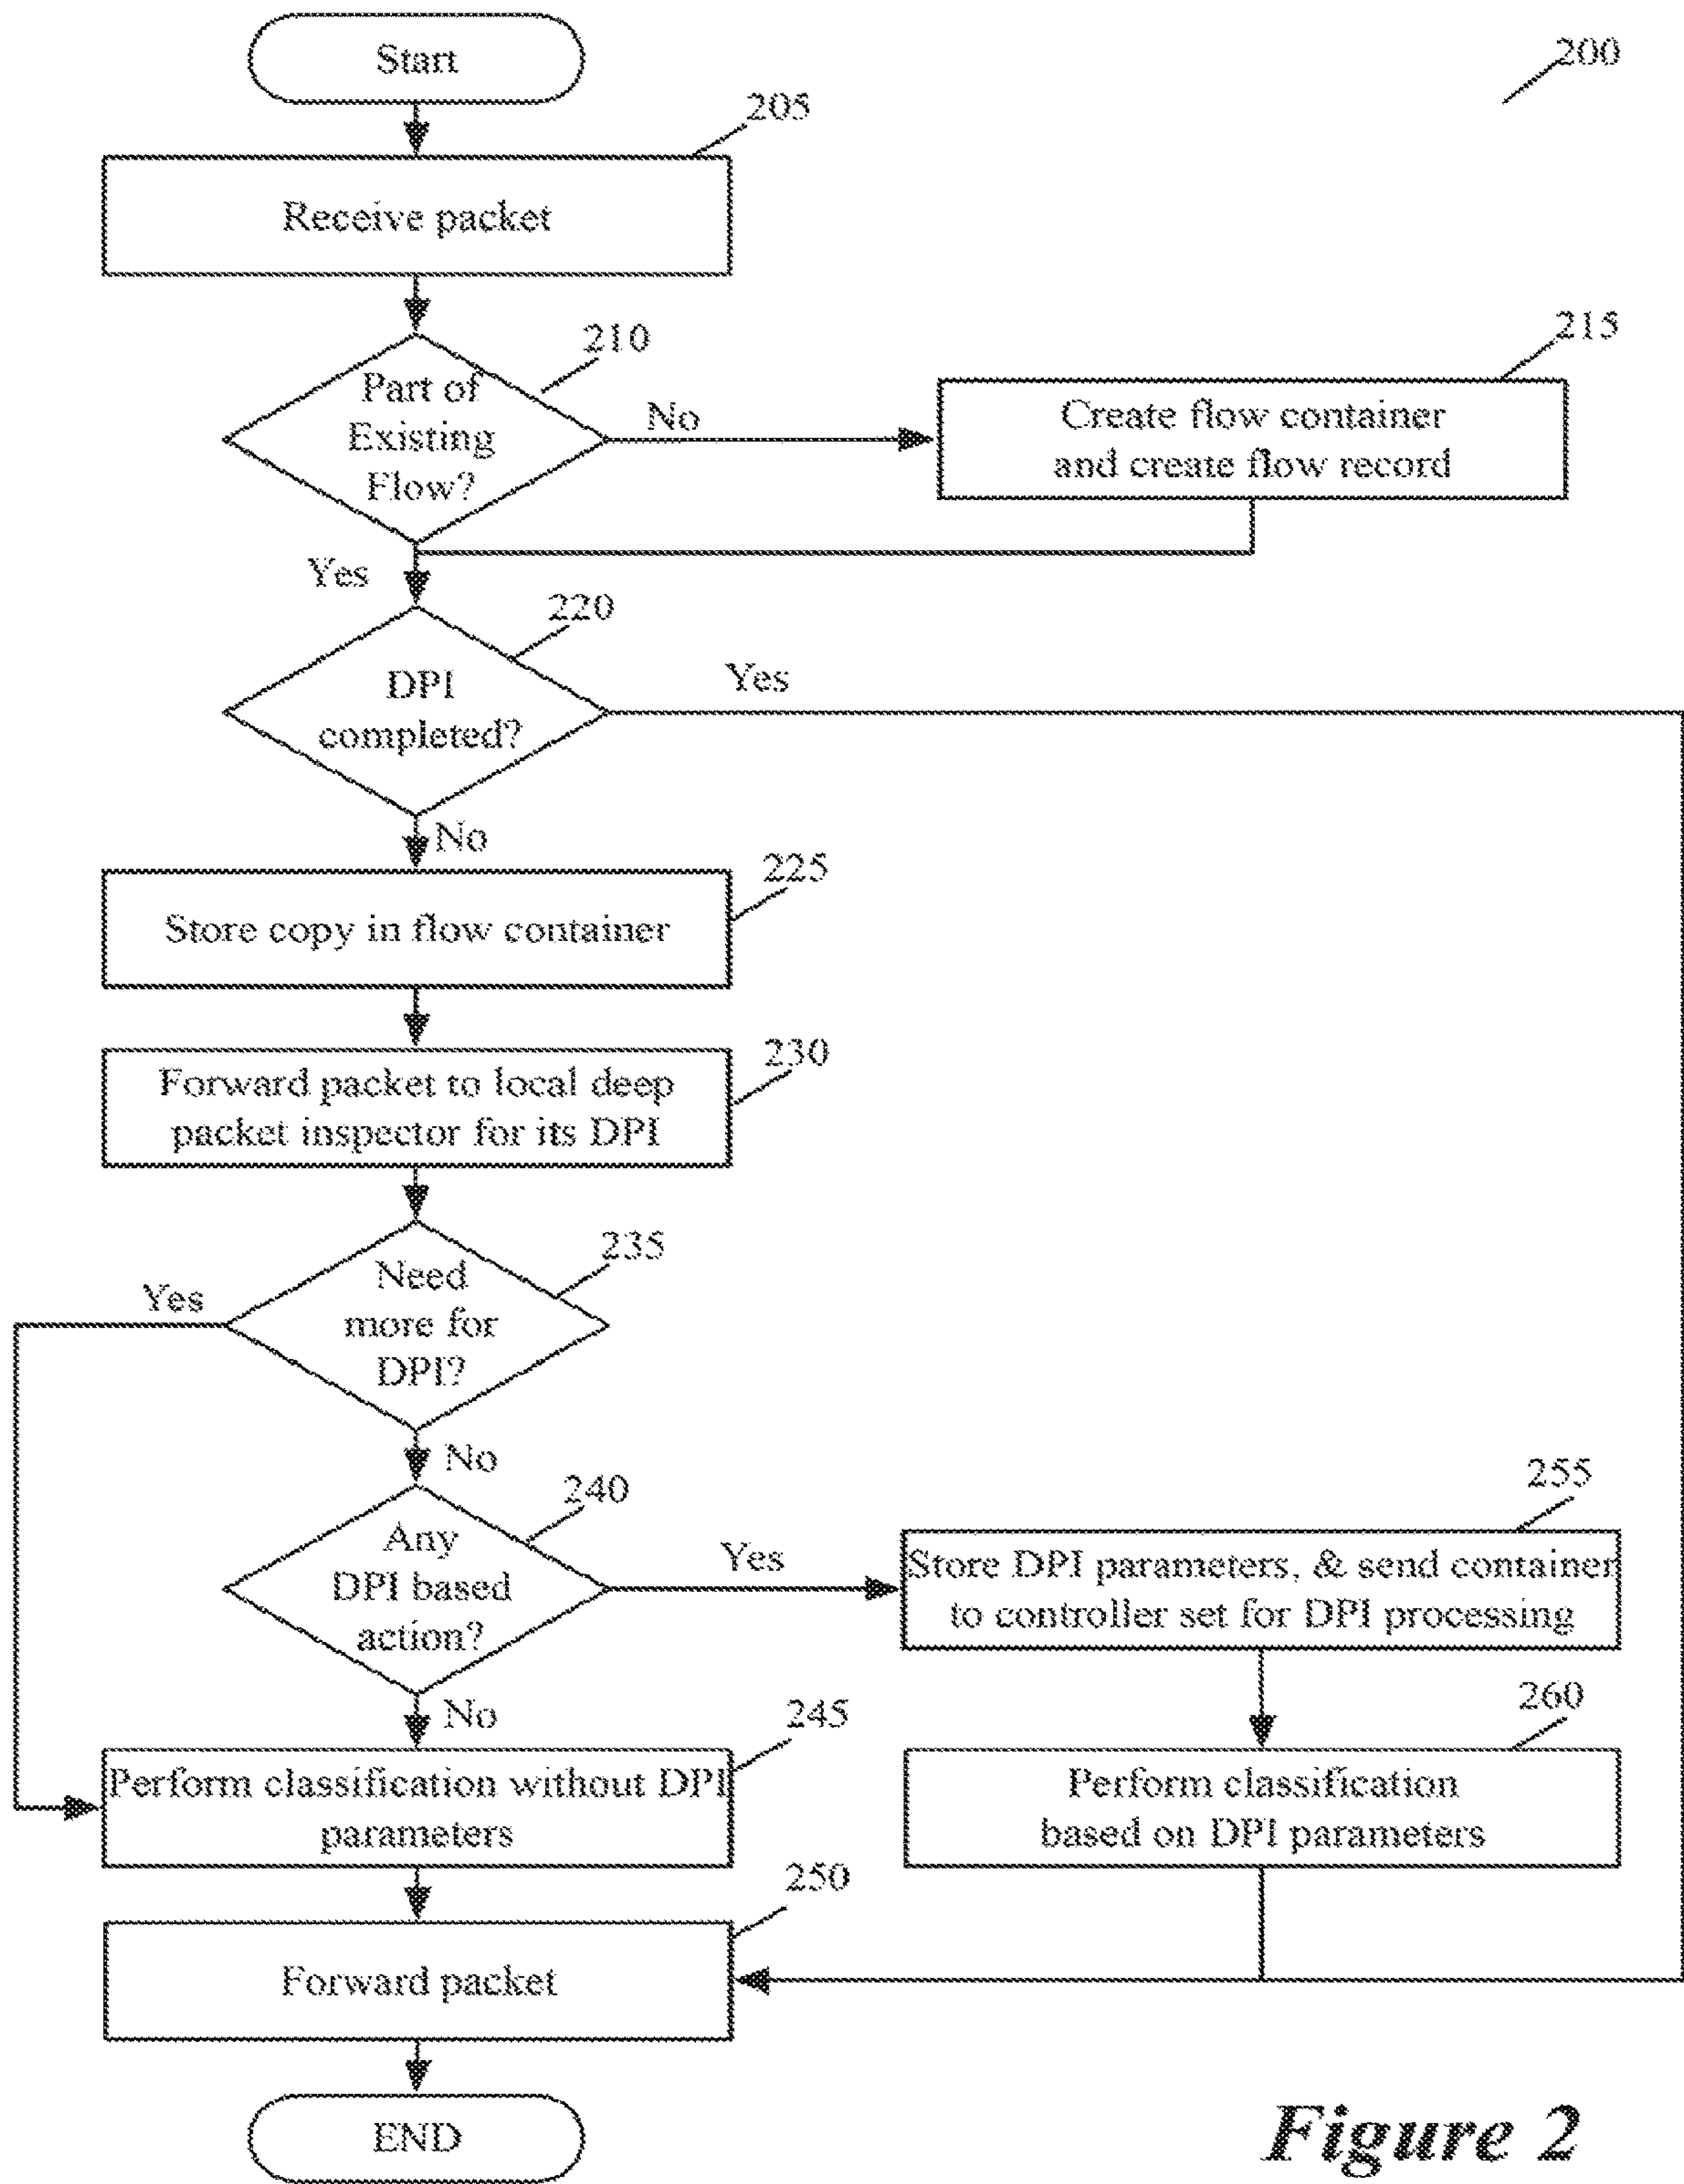 Start
200
205
Receive packet
210
Part of
Existing
Flow?
No
215
Create flow container
and create flow record
Yes
220
DPI
completed?
Yes
No
225
Store copy in flow container
230
Forward packet to local deep
packet inspector for its DPI
235
Need
more for
DPI?
Yes
No
240
Any
DPI based
action?
Yes
255
Store DPI parameters, & send container
to controller set for DPI processing
No
245
Perform classification without DPI
parameters
260
Perform classification
based on DPI parameters
250
Forward packet
END
Figure 2